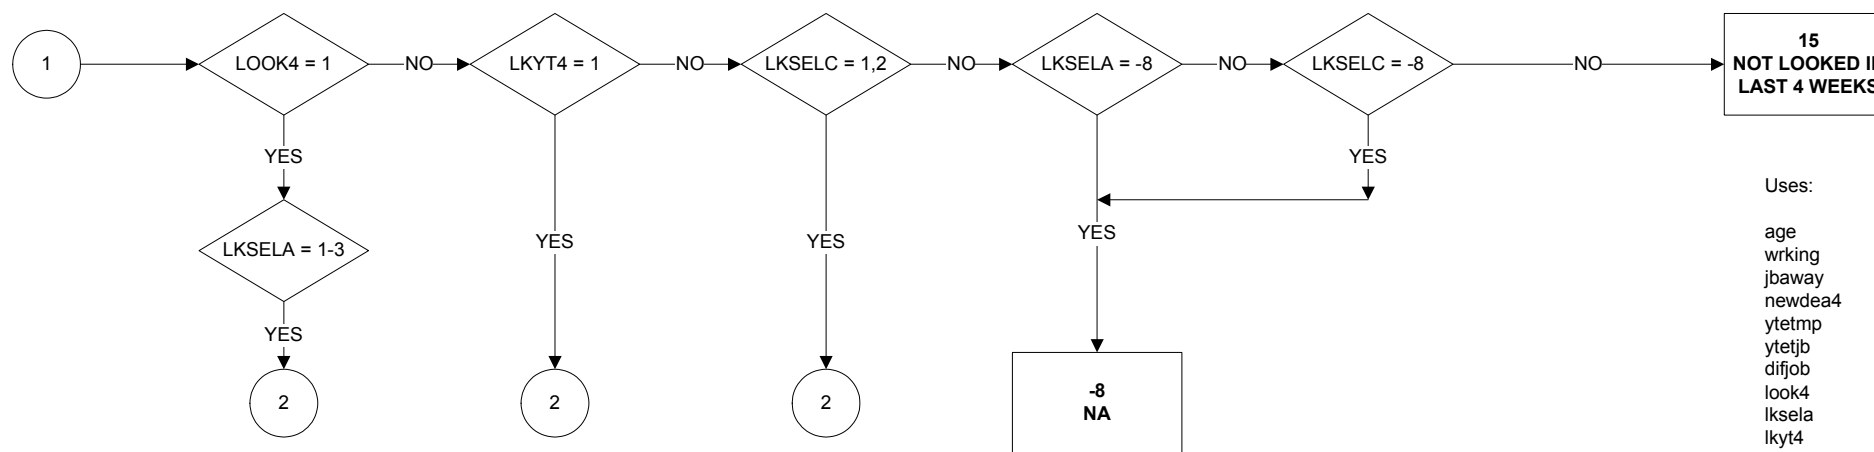 1
LOOK4 = 1
NO
LKYT4 = 1
NO
LKSELC = 1,2
NO
LKSELA = -8
NO
LKSELC = -8
NO
15
NOT LOOKED I
LAST 4 WEEKS
YES
YES
LKSELA = 1-3
YES
YES
YES
YES
2
2
2
-8
NA
Uses:
age
wrking
jbaway
newdea4
ytetmp
ytetjb
difjob
look4
lksela
lkyt4